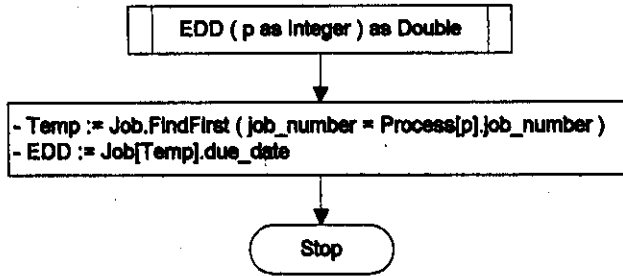 EDD ( p as Integer ) as Double
- Temp := Job.FindFirst ( job_number = Process[p].job_number )
- EDD := Job[Temp].due_date
Stop